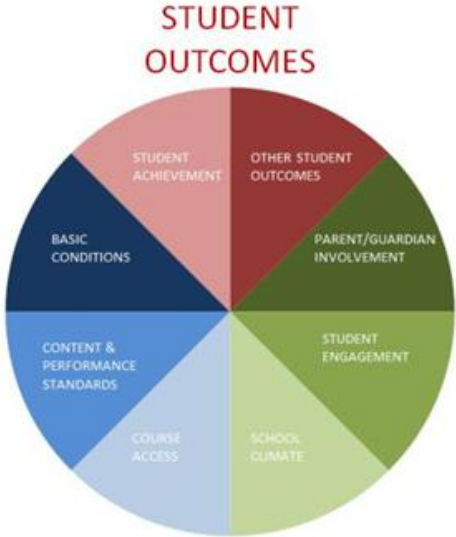 STUDENT
OUTCOMES
STUDENT
ACHIEVEMENT
OTHER STUDENT
OUTCOMES
BASIC
CONDITIONS
PARENT/GUARDIAN
INVOLVEMENT
CONTENT &
PERFORMANCE
STANDARDS
STUDENT
ENGAGEMENT
COURSE
ACCESS
SCHOOL
CLIMATE